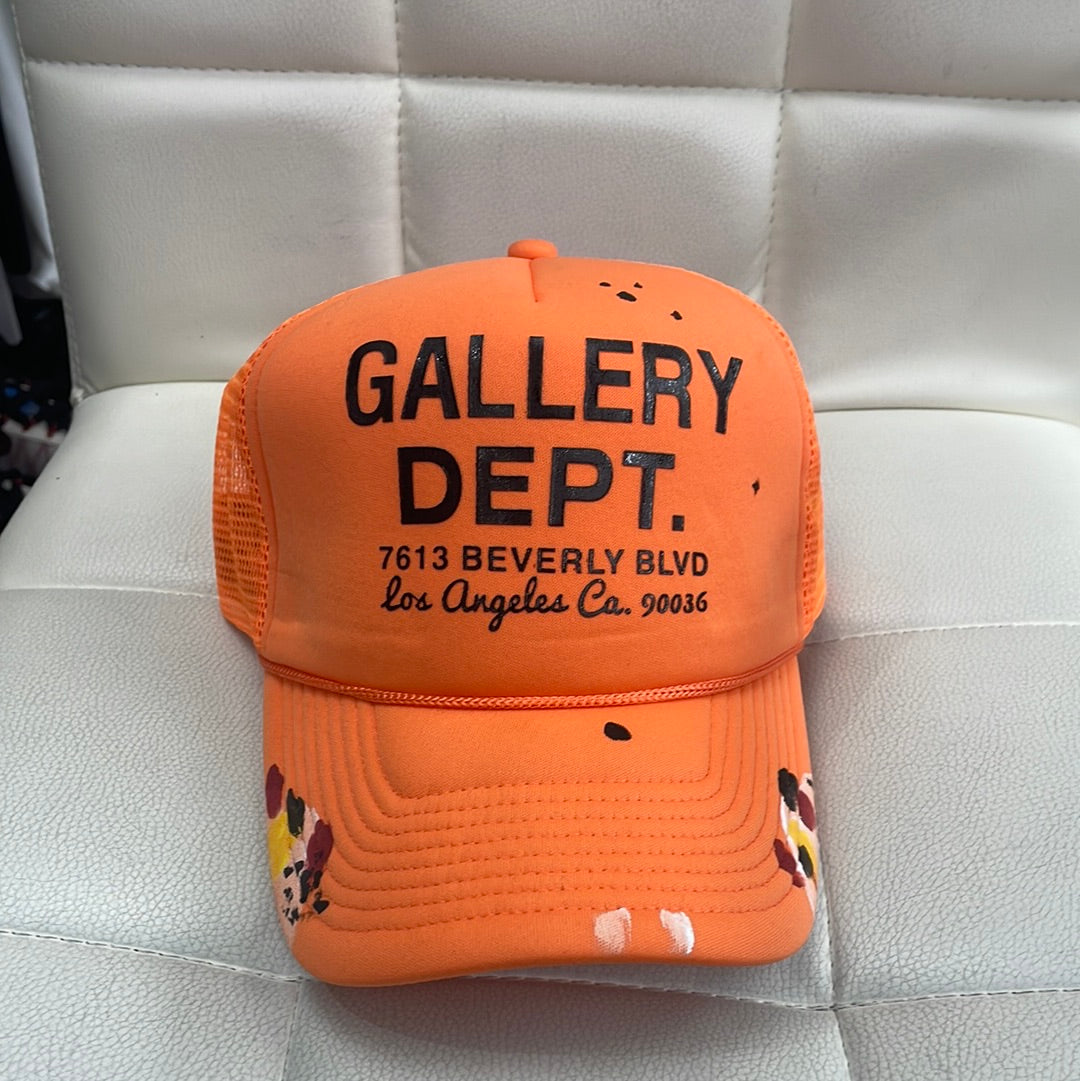 GALLERY
DEPT.
7613 BEVERLY BLVD
los Angeles Ca. 90036